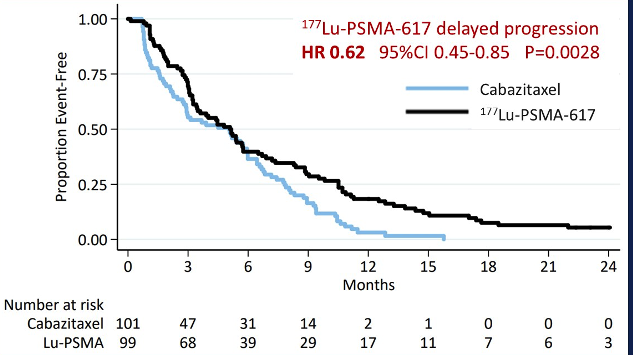 ¹⁷⁷Lu-PSMA-617 delayed progression
HR 0.62 95%CI 0.45-0.85 P=0.0028
Cabazitaxel
¹⁷⁷Lu-PSMA-617
Proportion Event-Free
1.00
0.75
0.50
0.25
0.00
0 3 6 9 12 15 18 21 24
Months
Number at risk
Cabazitaxel 101 47 31 14 2 1 0 0 0
Lu-PSMA 99 68 39 29 17 11 7 6 3